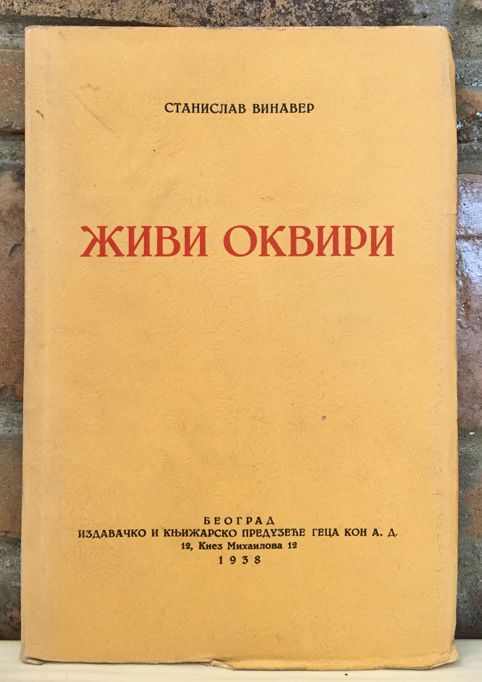 СТАНИСЛАВ ВИНАВЕР
ЖИВИ ОКВИРИ
БЕОГРАД
ИЗДАВАЧКО И КЊИЖАРСКО ПРЕДУЗЕЋЕ ГЕЦА КОН А. Д.
12, Кнез Михаилова 12
1938